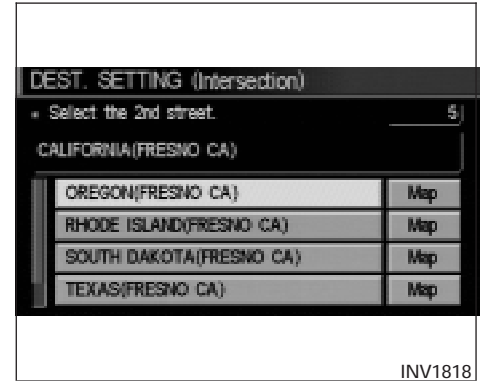 DEST. SETTING (Intersection)
Select the 2nd street. 5
CALIFORNIA(FRESNO CA)
OREGON(FRESNO CA) Map
RHODE ISLAND(FRESNO CA) Map
SOUTH DAKOTA(FRESNO CA) Map
TEXAS(FRESNO CA) Map
INV1818